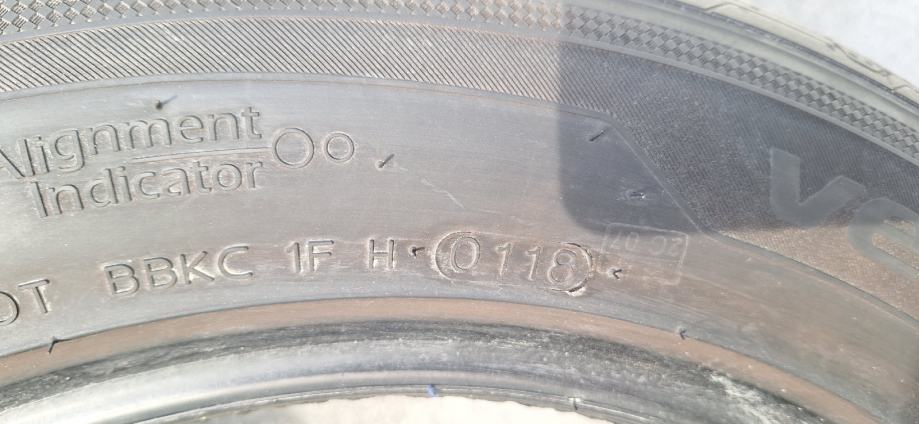 Alignment
Indicator
DOT BBKC 1F H 0118